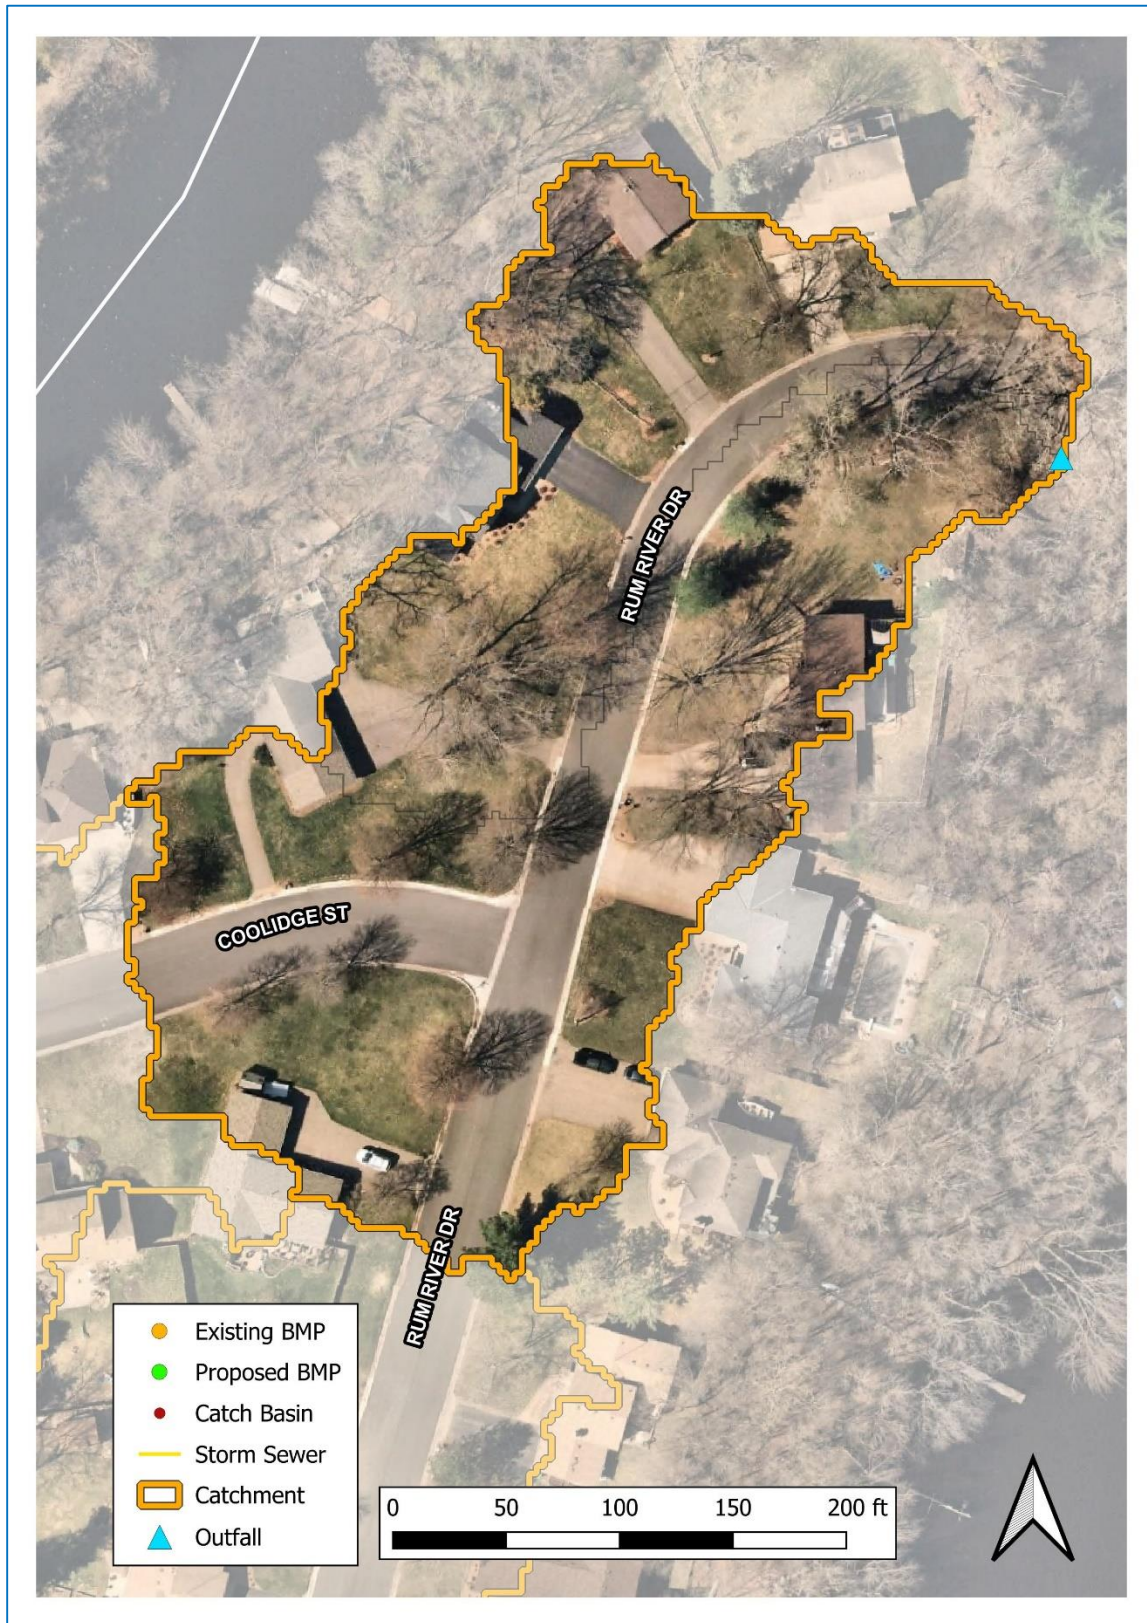 RUM RIVER DR
COOLIDGE ST
RUM RIVER DR
Existing BMP
Proposed BMP
Catch Basin
Storm Sewer
Catchment
Outfall
0 50 100 150 200 ft